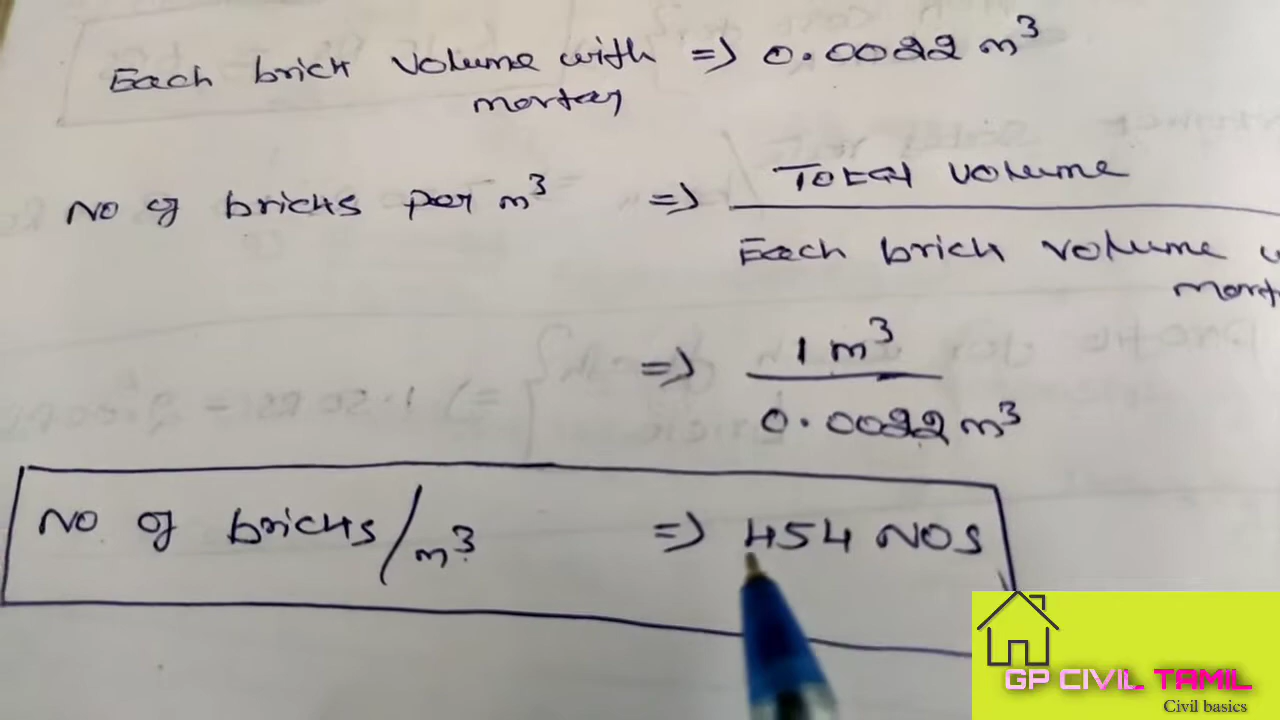 Each brick volume with => 0.0022 m³
mortar
No of bricks per m³ => Total volume
Each brick volume
=> 1 m³
0.0022 m³
No of bricks/m³ => 454 Nos
GP CIVIL TAMIL
Civil basics